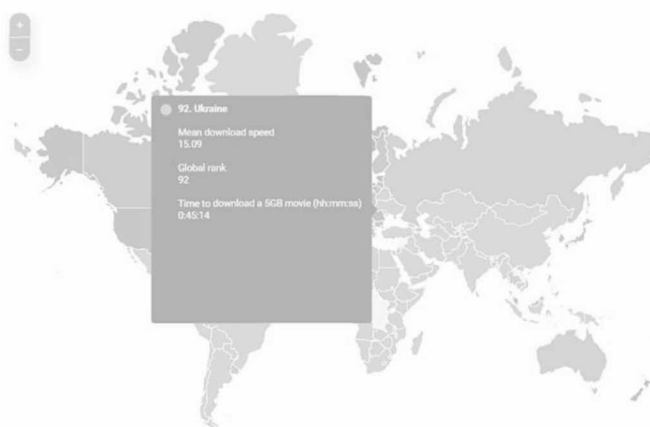 +
−
92. Ukraine
Mean download speed
15.09
Global rank
92
Time to download a 5GB movie (hh:mm:ss)
0:45:14